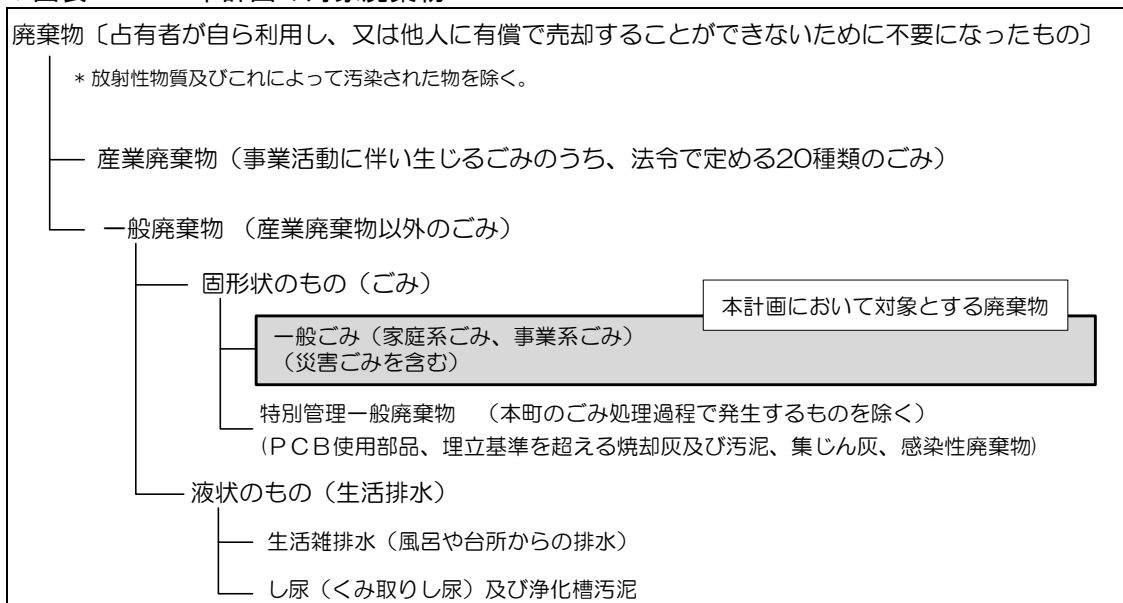 廃棄物〔占有者が自ら利用し、又は他人に有償で売却することができないために不要になったもの〕
* 放射性物質及びこれによって汚染された物を除く。
産業廃棄物（事業活動に伴い生じるごみのうち、法令で定める20種類のごみ）
一般廃棄物 （産業廃棄物以外のごみ）
固形状のもの（ごみ）
本計画において対象とする廃棄物
一般ごみ（家庭系ごみ、事業系ごみ）
（災害ごみを含む）
特別管理一般廃棄物 （本町のごみ処理過程で発生するものを除く）
(ＰＣＢ使用部品、埋立基準を超える焼却灰及び汚泥、集じん灰、感染性廃棄物)
液状のもの（生活排水）
生活雑排水（風呂や台所からの排水）
し尿（くみ取りし尿）及び浄化槽汚泥